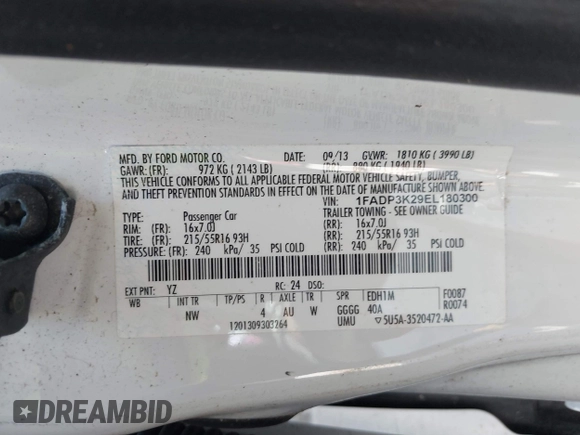 MFD. BY FORD MOTOR CO. DATE: 09/13 GVWR: 1810 KG ( 3990 LB)
GAWR: (FR): 972 KG ( 2143 LB) (RR): 880 KG ( 1940 LB)
THIS VEHICLE CONFORMS TO ALL APPLICABLE FEDERAL MOTOR VEHICLE SAFETY, BUMPER,
AND THEFT PREVENTION STANDARDS IN EFFECT ON THE DATE OF MANUFACTURE SHOWN ABOVE.
VIN: 1FADP3K29EL180300
TYPE: Passenger Car TRAILER TOWING - SEE OWNER GUIDE
RIM: (FR) 16x7.0J (RR): 16x7.0J
TIRE: (FR) 215/55R16 93H (RR): 215/55R16 93H
PRESSURE: (FR) 240 kPa/ 35 PSI COLD (RR) 240 kPa/ 35 PSI COLD
EXT PNT: YZ RC: 24 DSO:
WB INT TR TP/PS R AXLE TR SPR EDH1M F0087
NW 4 AU W GGGG 40A R0074
1201309303264 UMU 5U5A-3520472-AA
DREAMBID